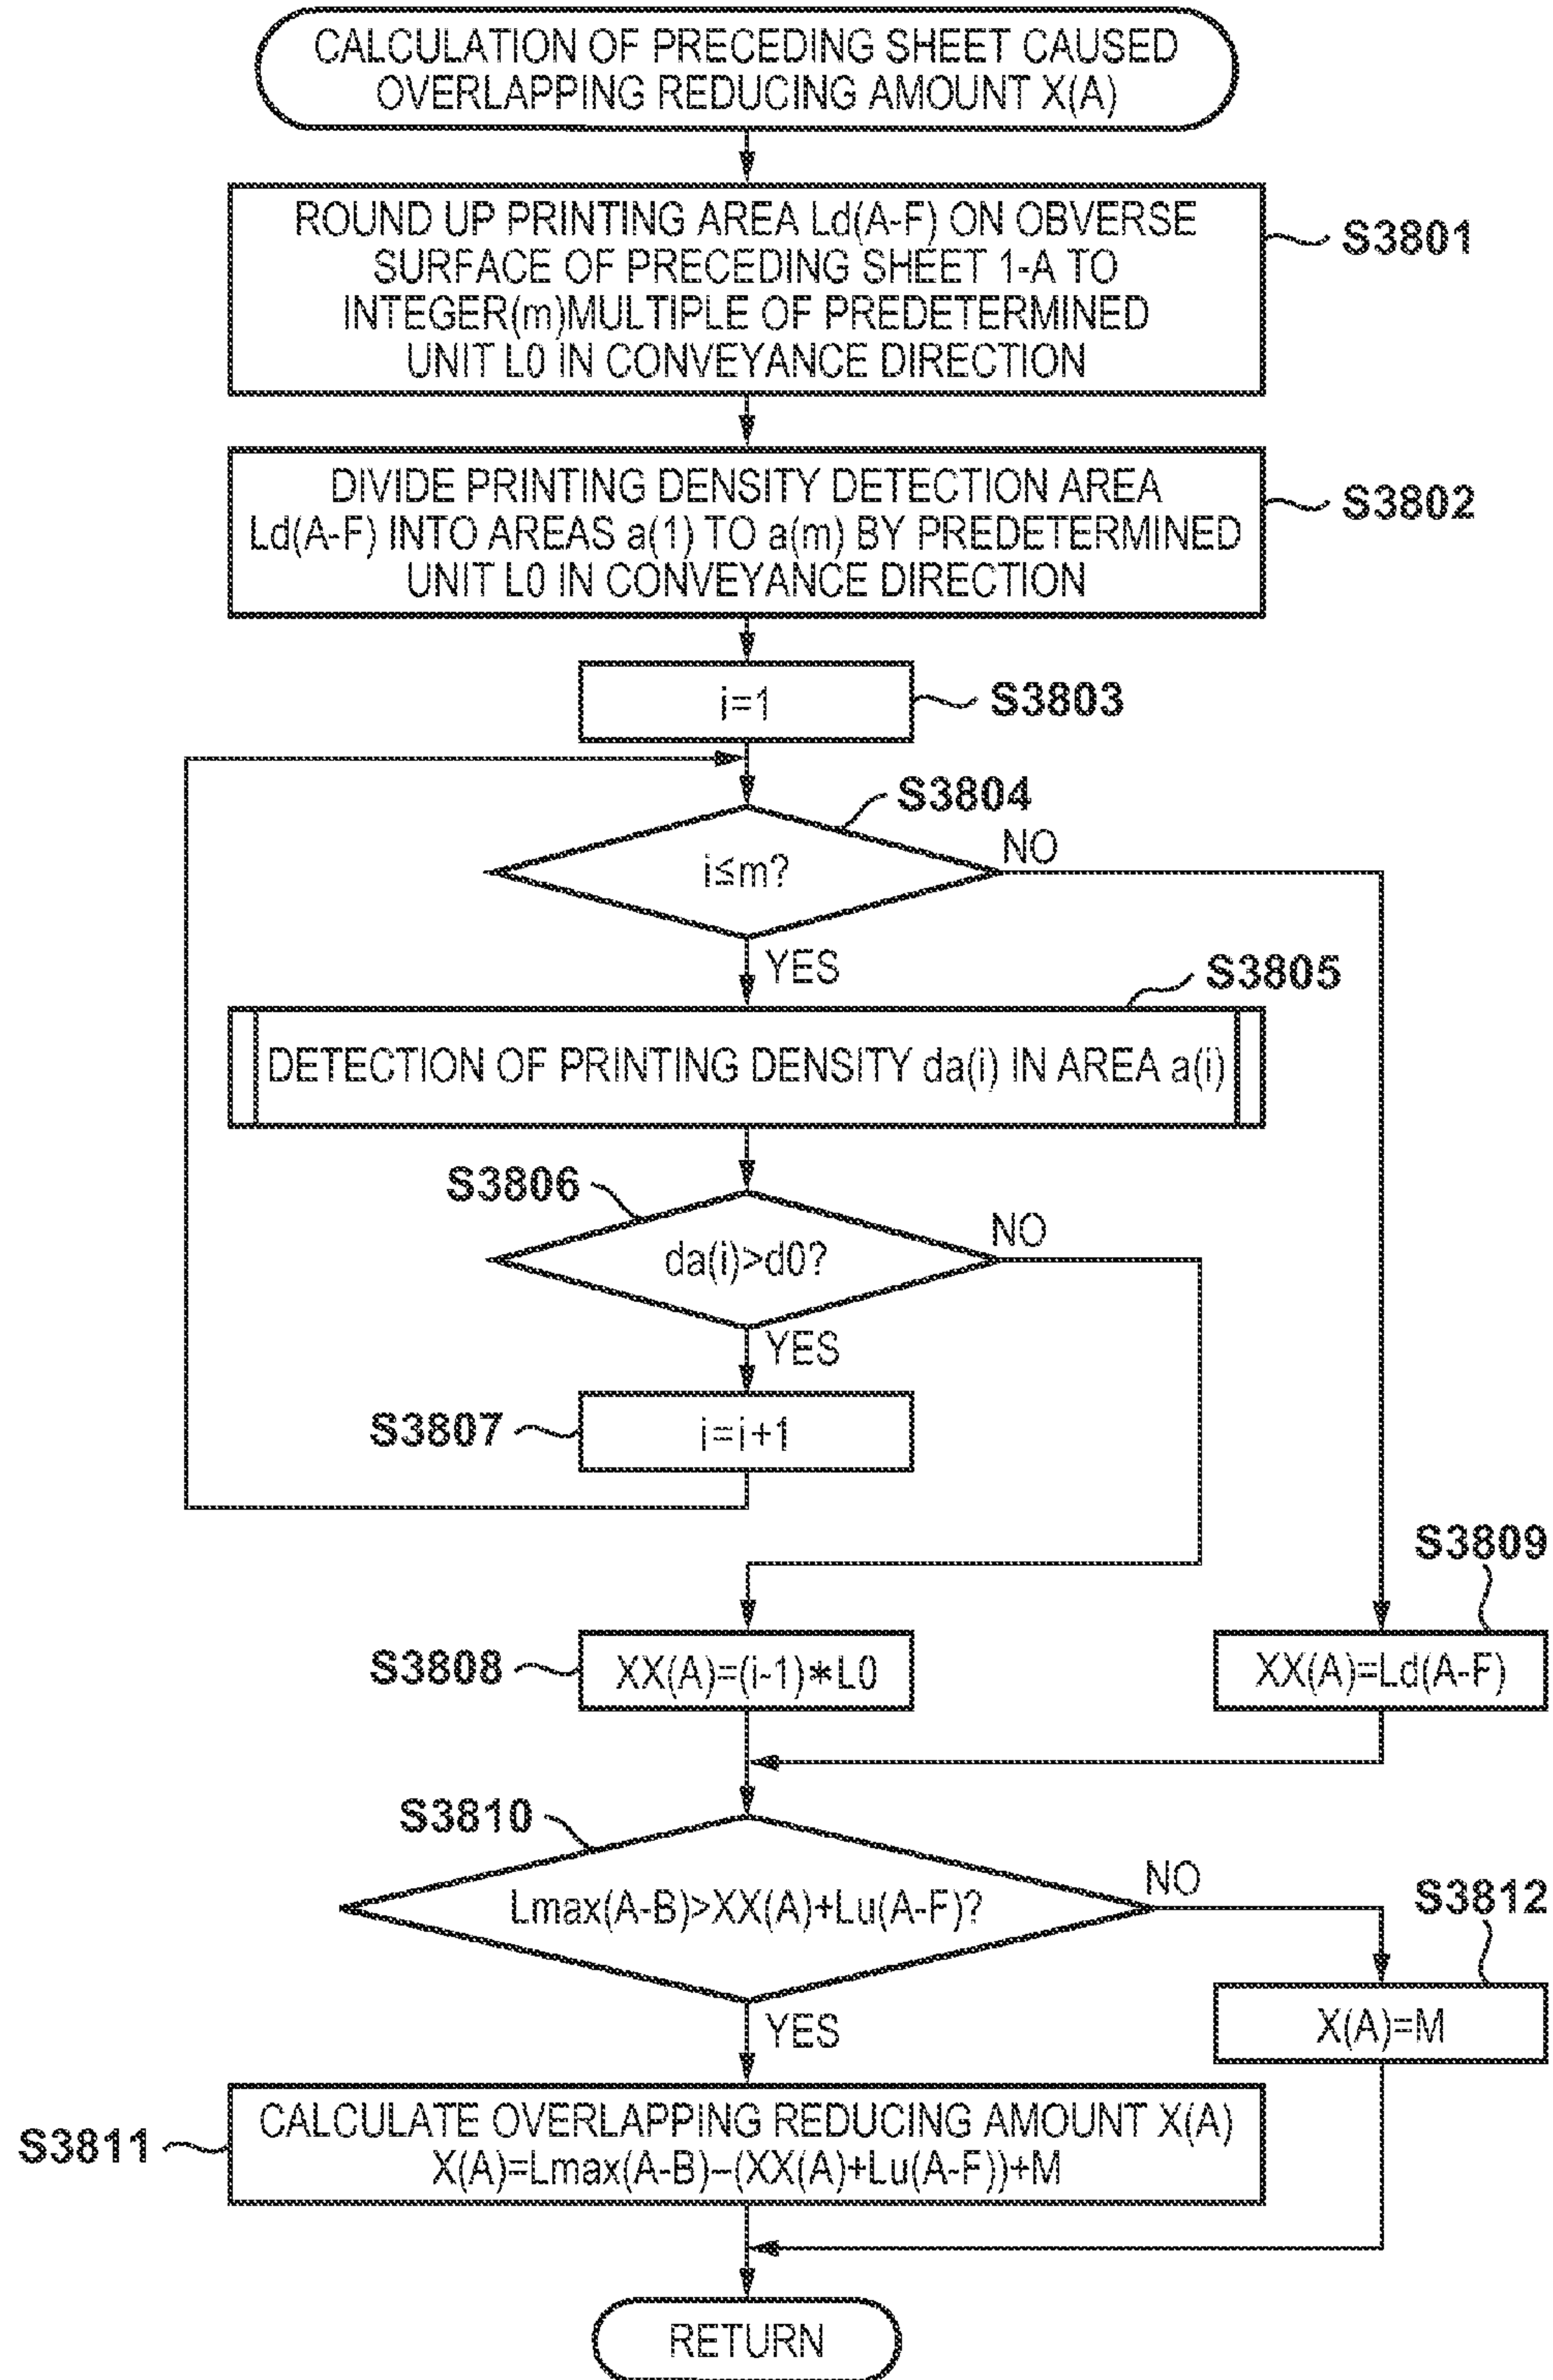 CALCULATION OF PRECEDING SHEET CAUSED
OVERLAPPING REDUCING AMOUNT X(A)
ROUND UP PRINTING AREA Ld(A-F) ON OBVERSE
SURFACE OF PRECEDING SHEET 1-A TO
INTEGER(m)MULTIPLE OF PREDETERMINED
UNIT L0 IN CONVEYANCE DIRECTION
S3801
DIVIDE PRINTING DENSITY DETECTION AREA
Ld(A-F) INTO AREAS a(1) TO a(m) BY PREDETERMINED
UNIT L0 IN CONVEYANCE DIRECTION
S3802
i=1
S3803
S3804
i≤m?
NO
YES
S3805
DETECTION OF PRINTING DENSITY da(i) IN AREA a(i)
S3806
da(i)>d0?
NO
YES
S3807
i=i+1
S3809
S3808
XX(A)=(i-1)*L0
XX(A)=Ld(A-F)
S3810
Lmax(A-B)>XX(A)+Lu(A-F)?
NO
S3812
YES
X(A)=M
S3811
CALCULATE OVERLAPPING REDUCING AMOUNT X(A)
X(A)=Lmax(A-B)–(XX(A)+Lu(A-F))+M
RETURN